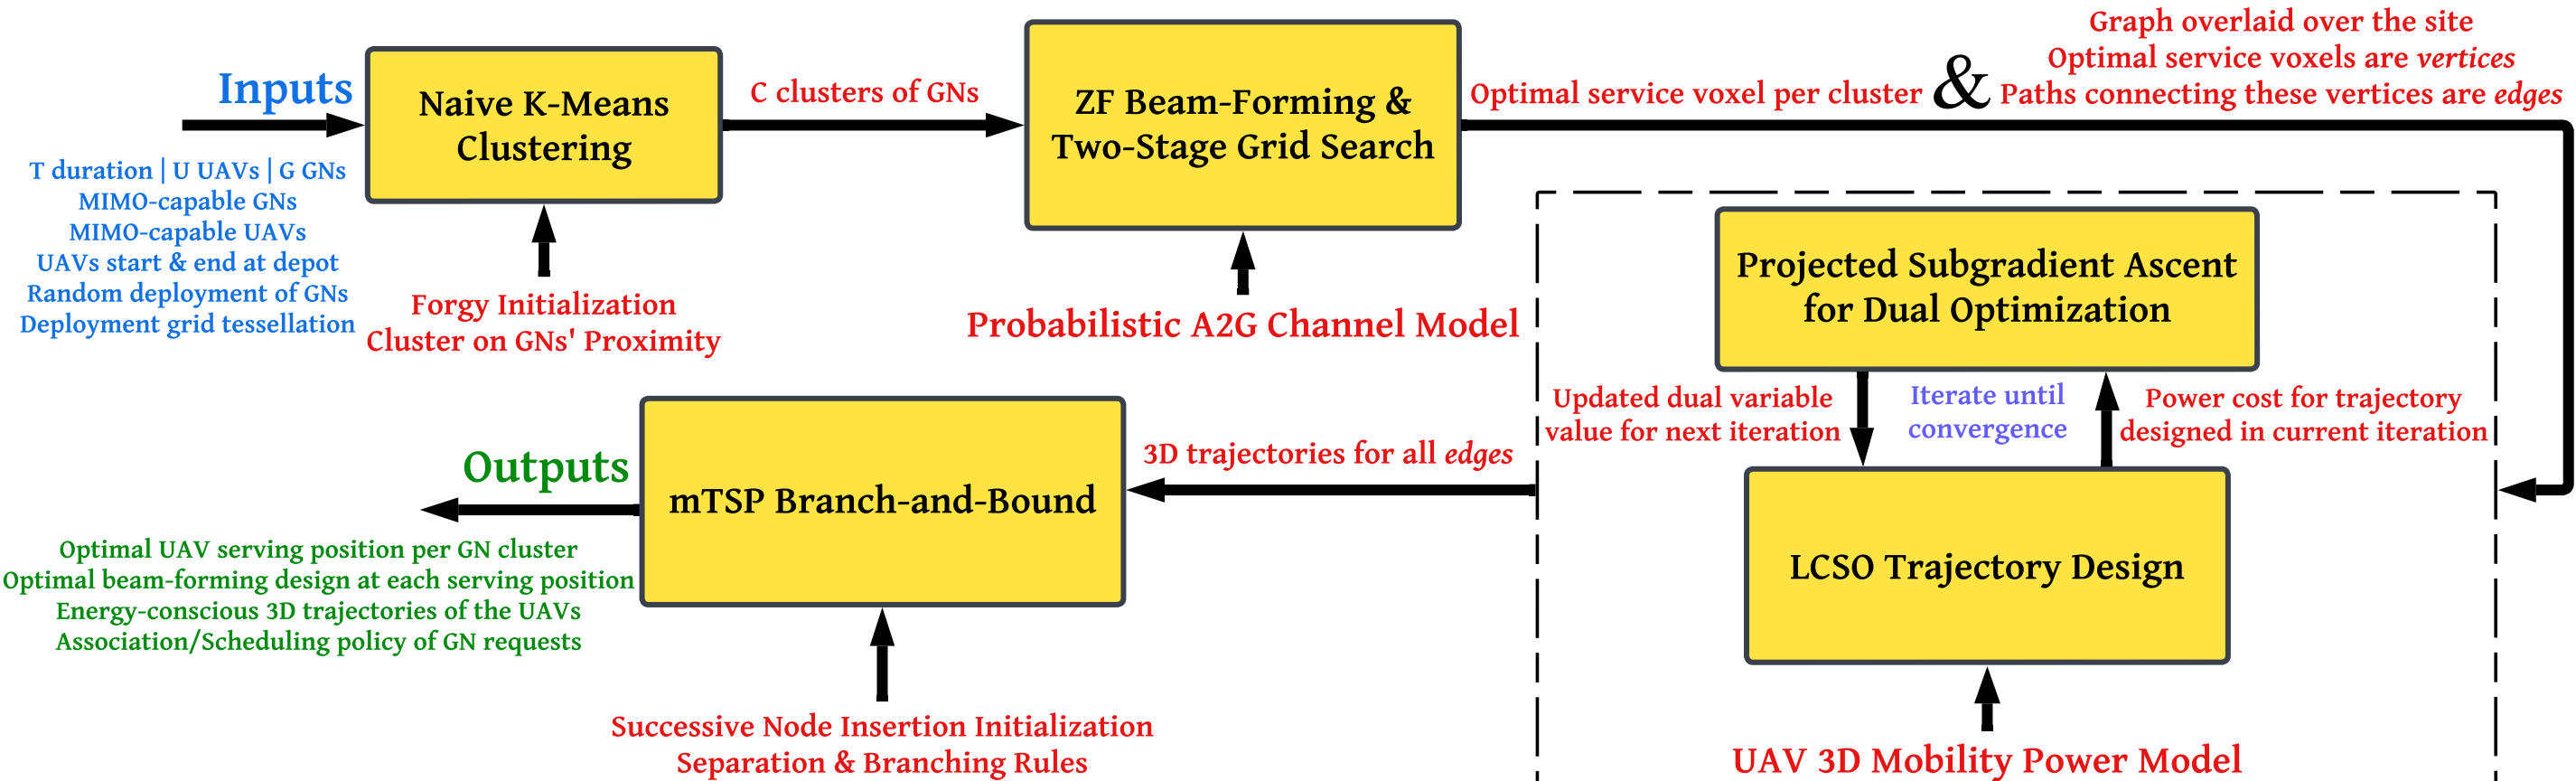 Inputs
T duration | U UAVs | G GNs
MIMO-capable GNs
MIMO-capable UAVs
UAVs start & end at depot
Random deployment of GNs
Deployment grid tessellation
Naive K-Means
Clustering
Forgy Initialization
Cluster on GNs' Proximity
C clusters of GNs
ZF Beam-Forming &
Two-Stage Grid Search
Probabilistic A2G Channel Model
Optimal service voxel per cluster
&
Graph overlaid over the site
Optimal service voxels are vertices
Paths connecting these vertices are edges
Projected Subgradient Ascent
for Dual Optimization
Updated dual variable
value for next iteration
Iterate until
convergence
Power cost for trajectory
designed in current iteration
LCSO Trajectory Design
UAV 3D Mobility Power Model
3D trajectories for all edges
mTSP Branch-and-Bound
Successive Node Insertion Initialization
Separation & Branching Rules
Outputs
Optimal UAV serving position per GN cluster
Optimal beam-forming design at each serving position
Energy-conscious 3D trajectories of the UAVs
Association/Scheduling policy of GN requests